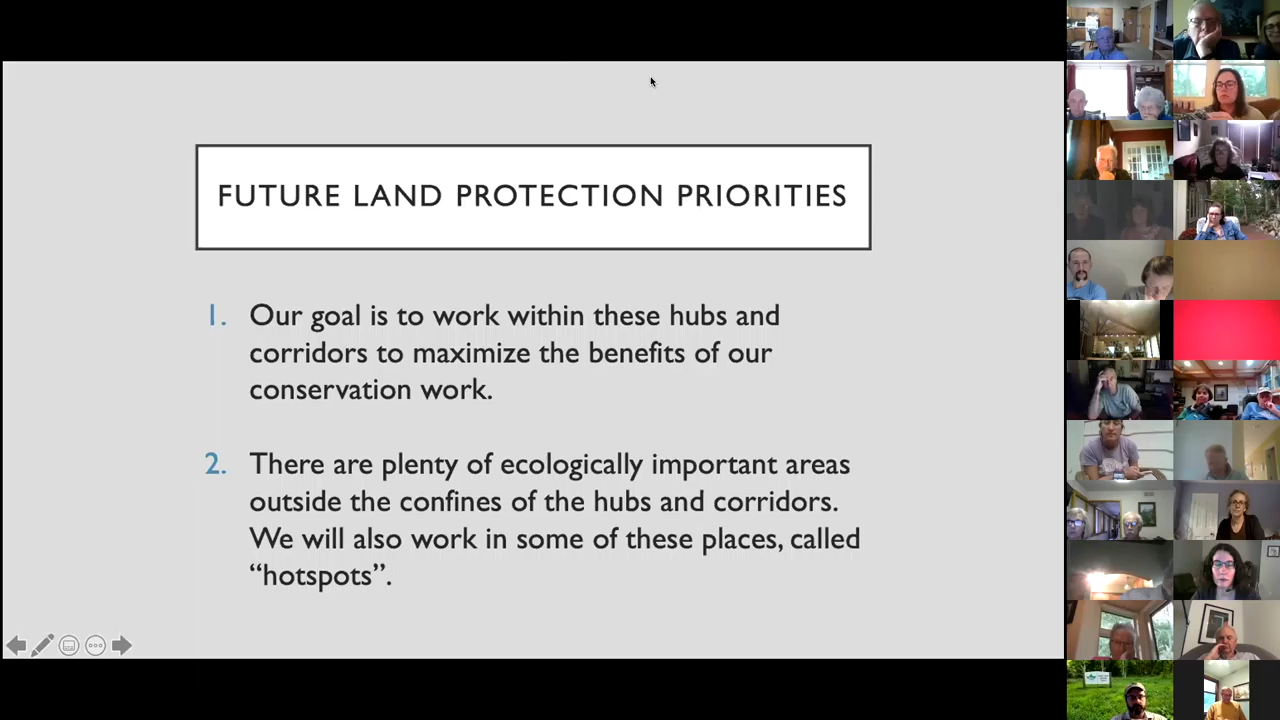 FUTURE LAND PROTECTION PRIORITIES
1. Our goal is to work within these hubs and
corridors to maximize the benefits of our
conservation work.
2. There are plenty of ecologically important areas
outside the confines of the hubs and corridors.
We will also work in some of these places, called
“hotspots”.